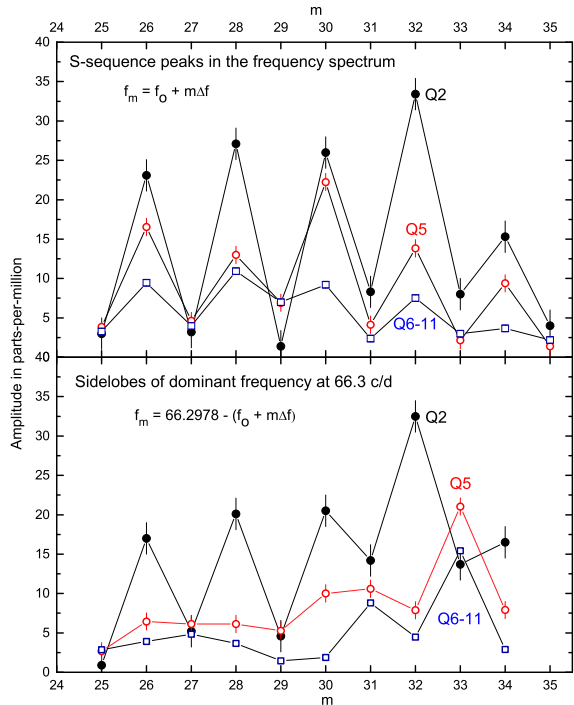 m
24 25 26 27 28 29 30 31 32 33 34 35
40
35
30
25
20
15
10
5
40
35
30
25
20
15
10
5
0
Amplitude in parts-per-million
S-sequence peaks in the frequency spectrum
fm = fo + mΔf
Q2
Q5
Q6-11
Sidelobes of dominant frequency at 66.3 c/d
fm = 66.2978 - (fo + mΔf)
Q2
Q5
Q6-11
24 25 26 27 28 29 30 31 32 33 34 35
m